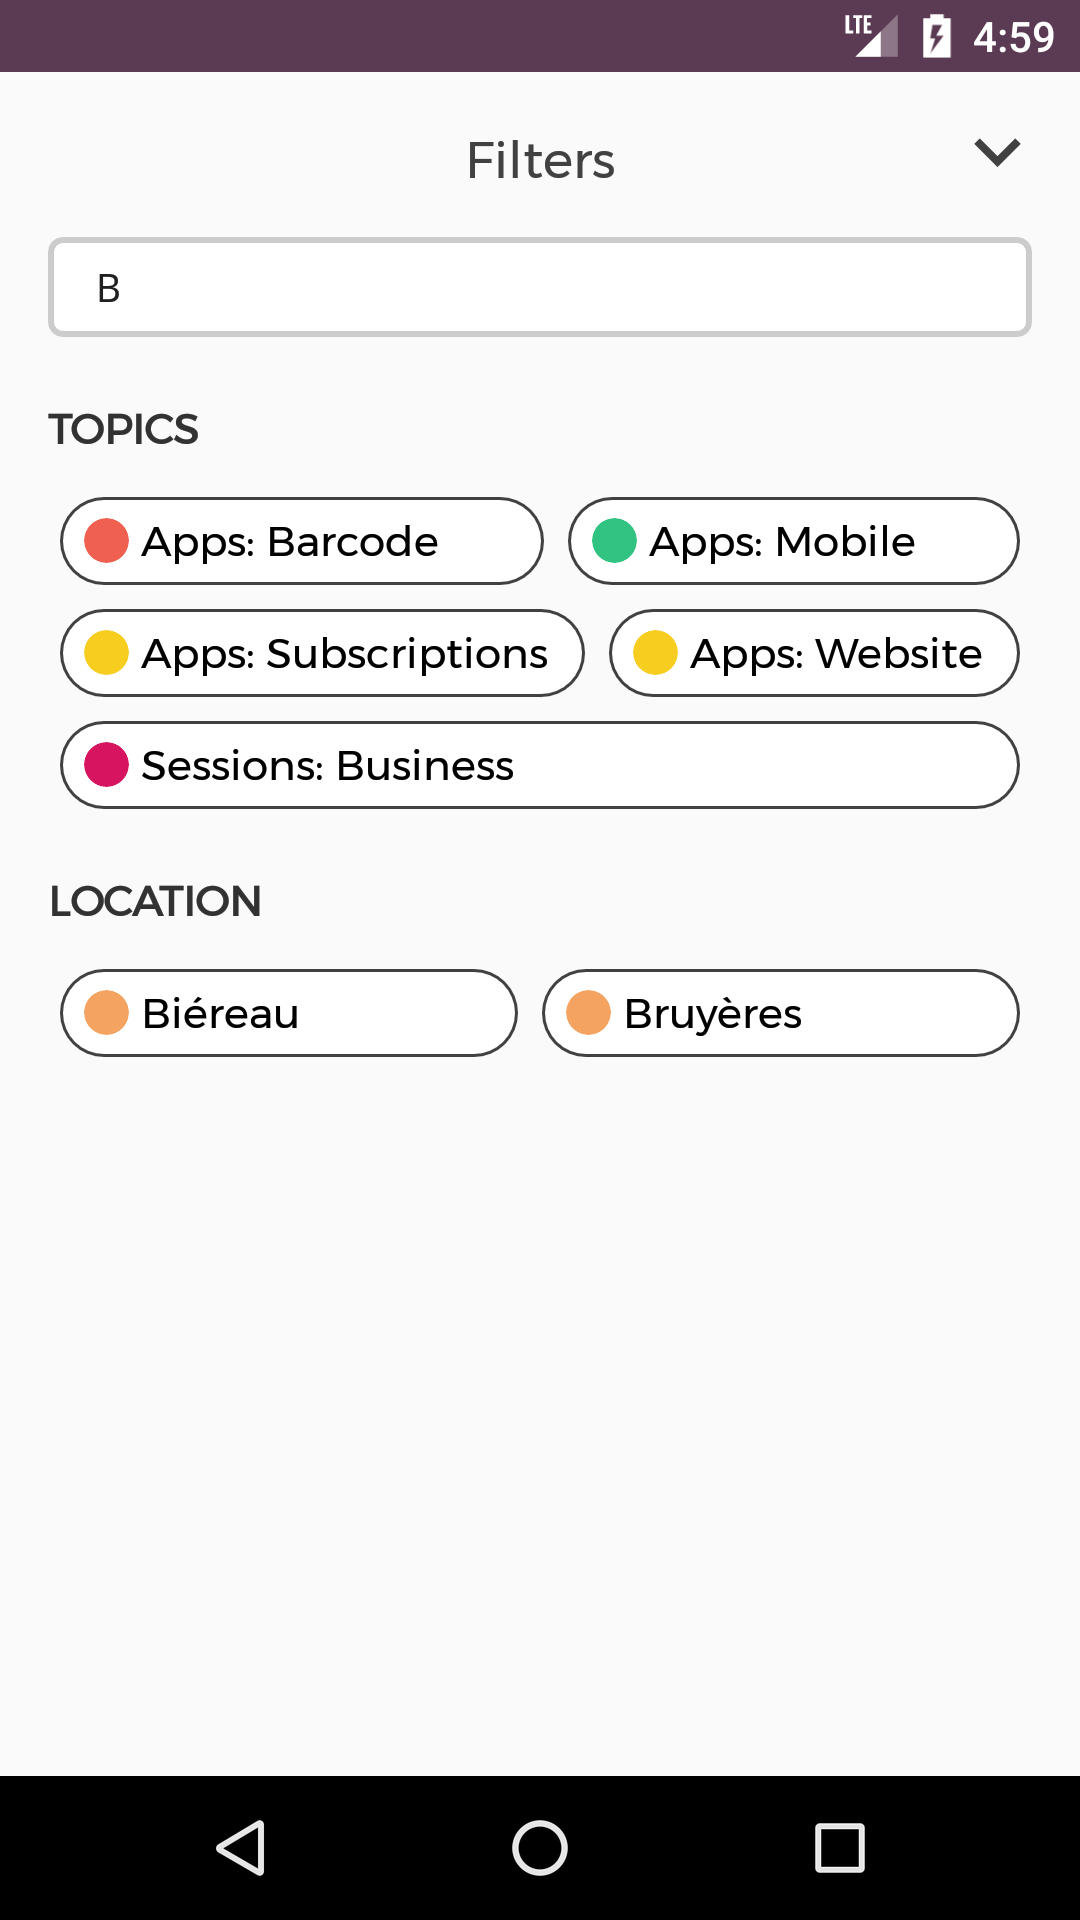 LTE 4:59
Filters
B
TOPICS
Apps: Barcode Apps: Mobile
Apps: Subscriptions Apps: Website
Sessions: Business
LOCATION
Biéreau Bruyères